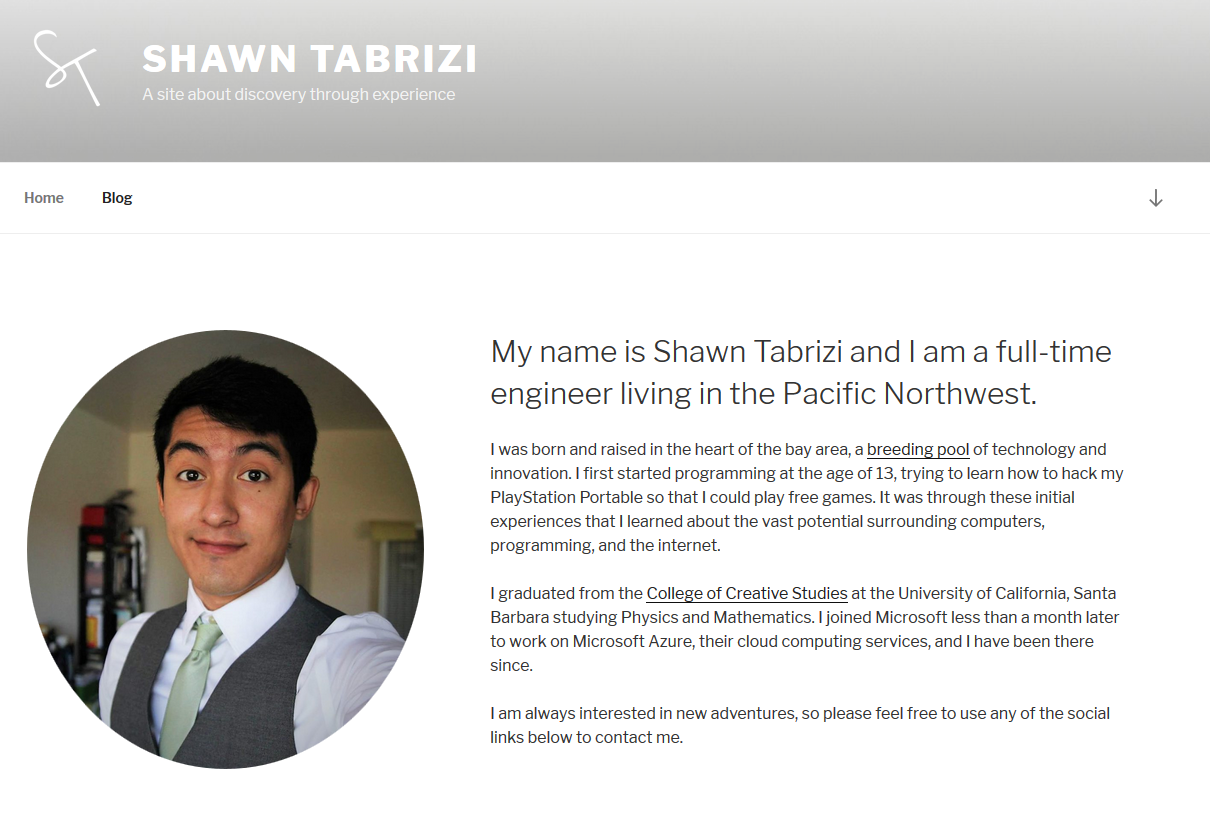 ST
SHAWN TABRIZI
A site about discovery through experience
Home
Blog
My name is Shawn Tabrizi and I am a full-time
engineer living in the Pacific Northwest.
I was born and raised in the heart of the bay area, a breeding pool of technology and
innovation. I first started programming at the age of 13, trying to learn how to hack my
PlayStation Portable so that I could play free games. It was through these initial
experiences that I learned about the vast potential surrounding computers,
programming, and the internet.
I graduated from the College of Creative Studies at the University of California, Santa
Barbara studying Physics and Mathematics. I joined Microsoft less than a month later
to work on Microsoft Azure, their cloud computing services, and I have been there
since.
I am always interested in new adventures, so please feel free to use any of the social
links below to contact me.